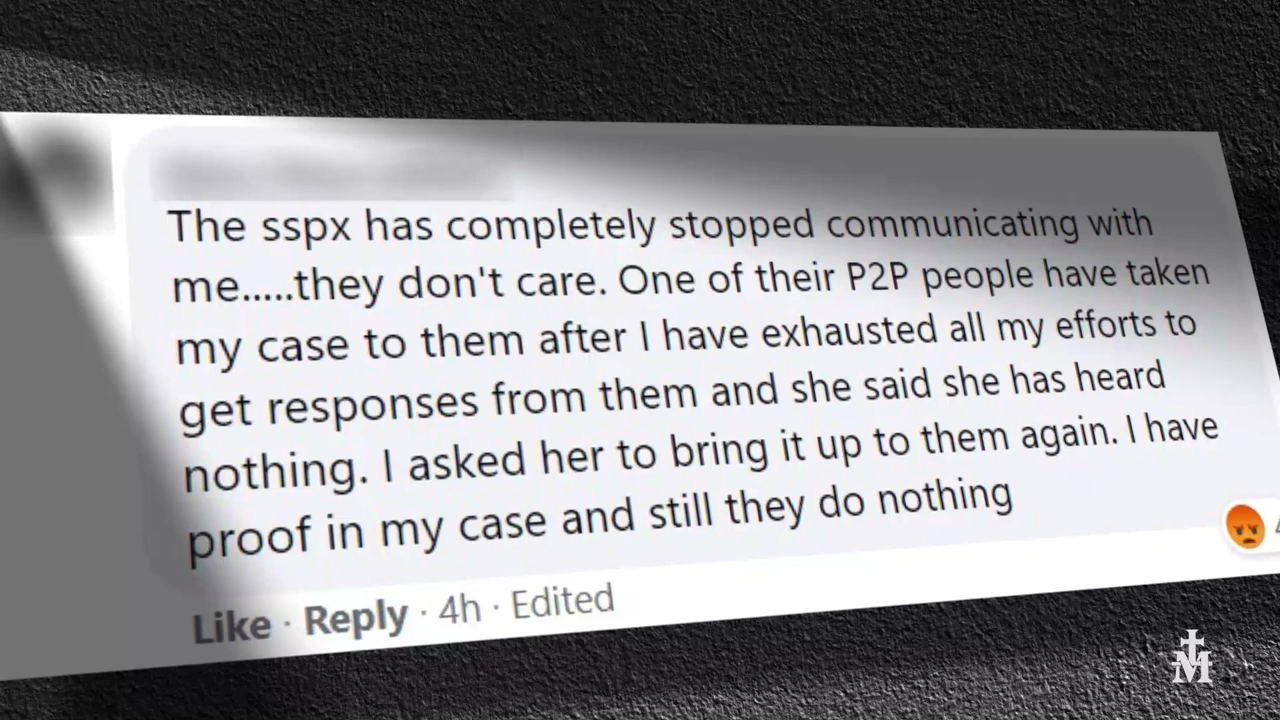 The sspx has completely stopped communicating with
me.....they don't care. One of their P2P people have taken
my case to them after I have exhausted all my efforts to
get responses from them and she said she has heard
nothing. I asked her to bring it up to them again. I have
proof in my case and still they do nothing
Like · Reply · 4h · Edited